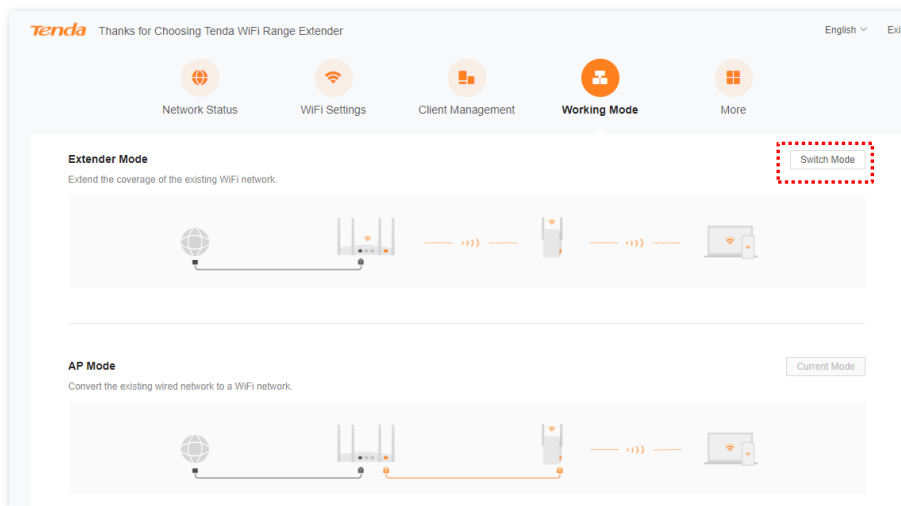 Tenda Thanks for Choosing Tenda WiFi Range Extender English
Network Status WiFi Settings Client Management Working Mode More
Extender Mode Switch Mode
Extend the coverage of the existing WiFi network.
AP Mode Current Mode
Convert the existing wired network to a WiFi network.